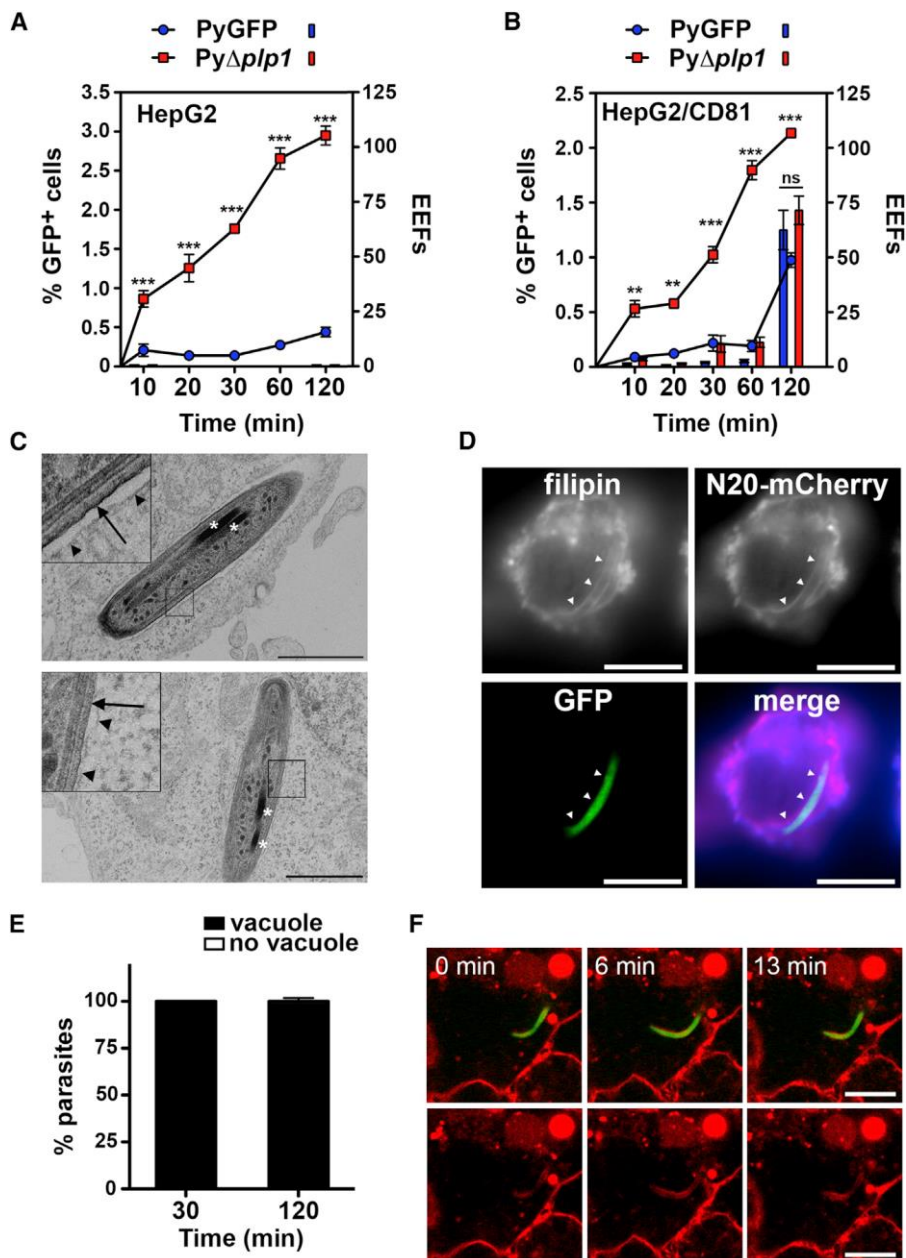 A
PyGFP
PyΔplp1
HepG2
% GFP+ cells
3.5
3.0
2.5
2.0
1.5
1.0
0.5
0
***
***
***
***
***
125
100
75
50
25
0
EEFs
10 20 30 60 120
Time (min)
B
PyGFP
PyΔplp1
HepG2/CD81
% GFP+ cells
2.5
2.0
1.5
1.0
0.5
0
**
**
***
***
***
ns
125
100
75
50
25
0
EEFs
10 20 30 60 120
Time (min)
C
* *
*
*
D
filipin
N20-mCherry
GFP
merge
E
vacuole
no vacuole
% parasites
100
75
50
25
0
30 120
Time (min)
F
0 min
6 min
13 min